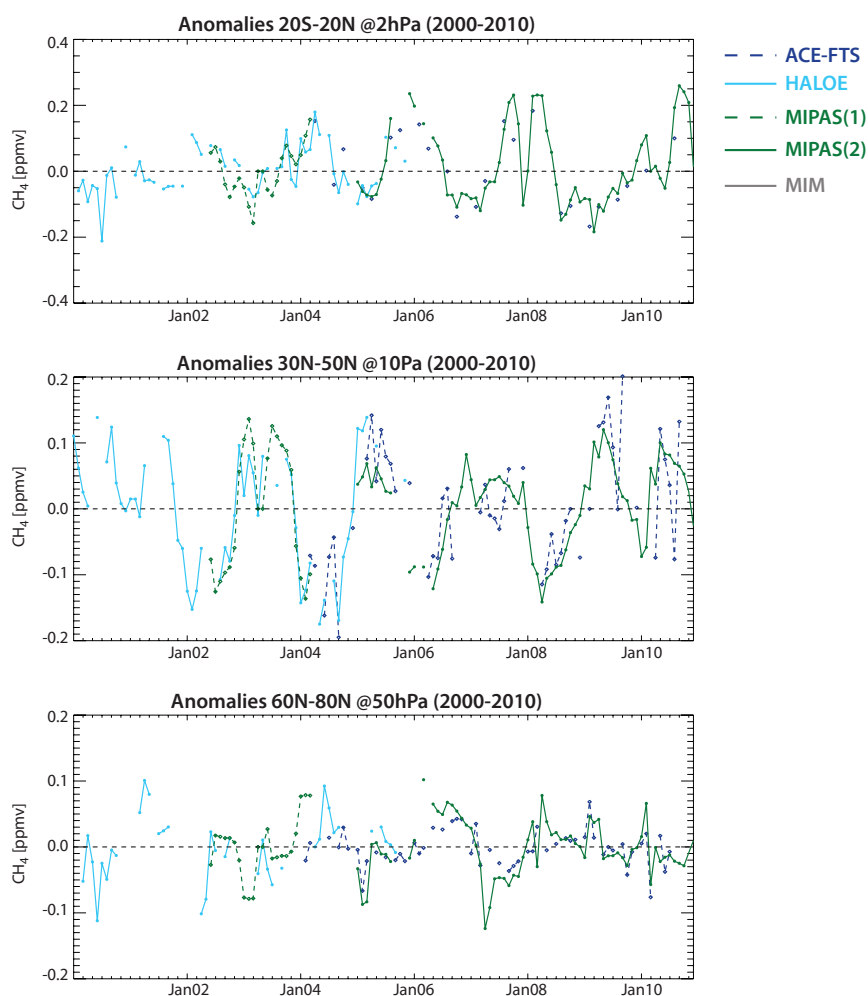 Anomalies 20S-20N @2hPa (2000-2010)
0.4
0.2
0.0
-0.2
-0.4
CH4 [ppmv]
Jan02 Jan04 Jan06 Jan08 Jan10
ACE-FTS
HALOE
MIPAS(1)
MIPAS(2)
MIM
Anomalies 30N-50N @10Pa (2000-2010)
0.2
0.1
0.0
-0.1
-0.2
CH4 [ppmv]
Jan02 Jan04 Jan06 Jan08 Jan10
Anomalies 60N-80N @50hPa (2000-2010)
0.2
0.1
0.0
-0.1
-0.2
CH4 [ppmv]
Jan02 Jan04 Jan06 Jan08 Jan10